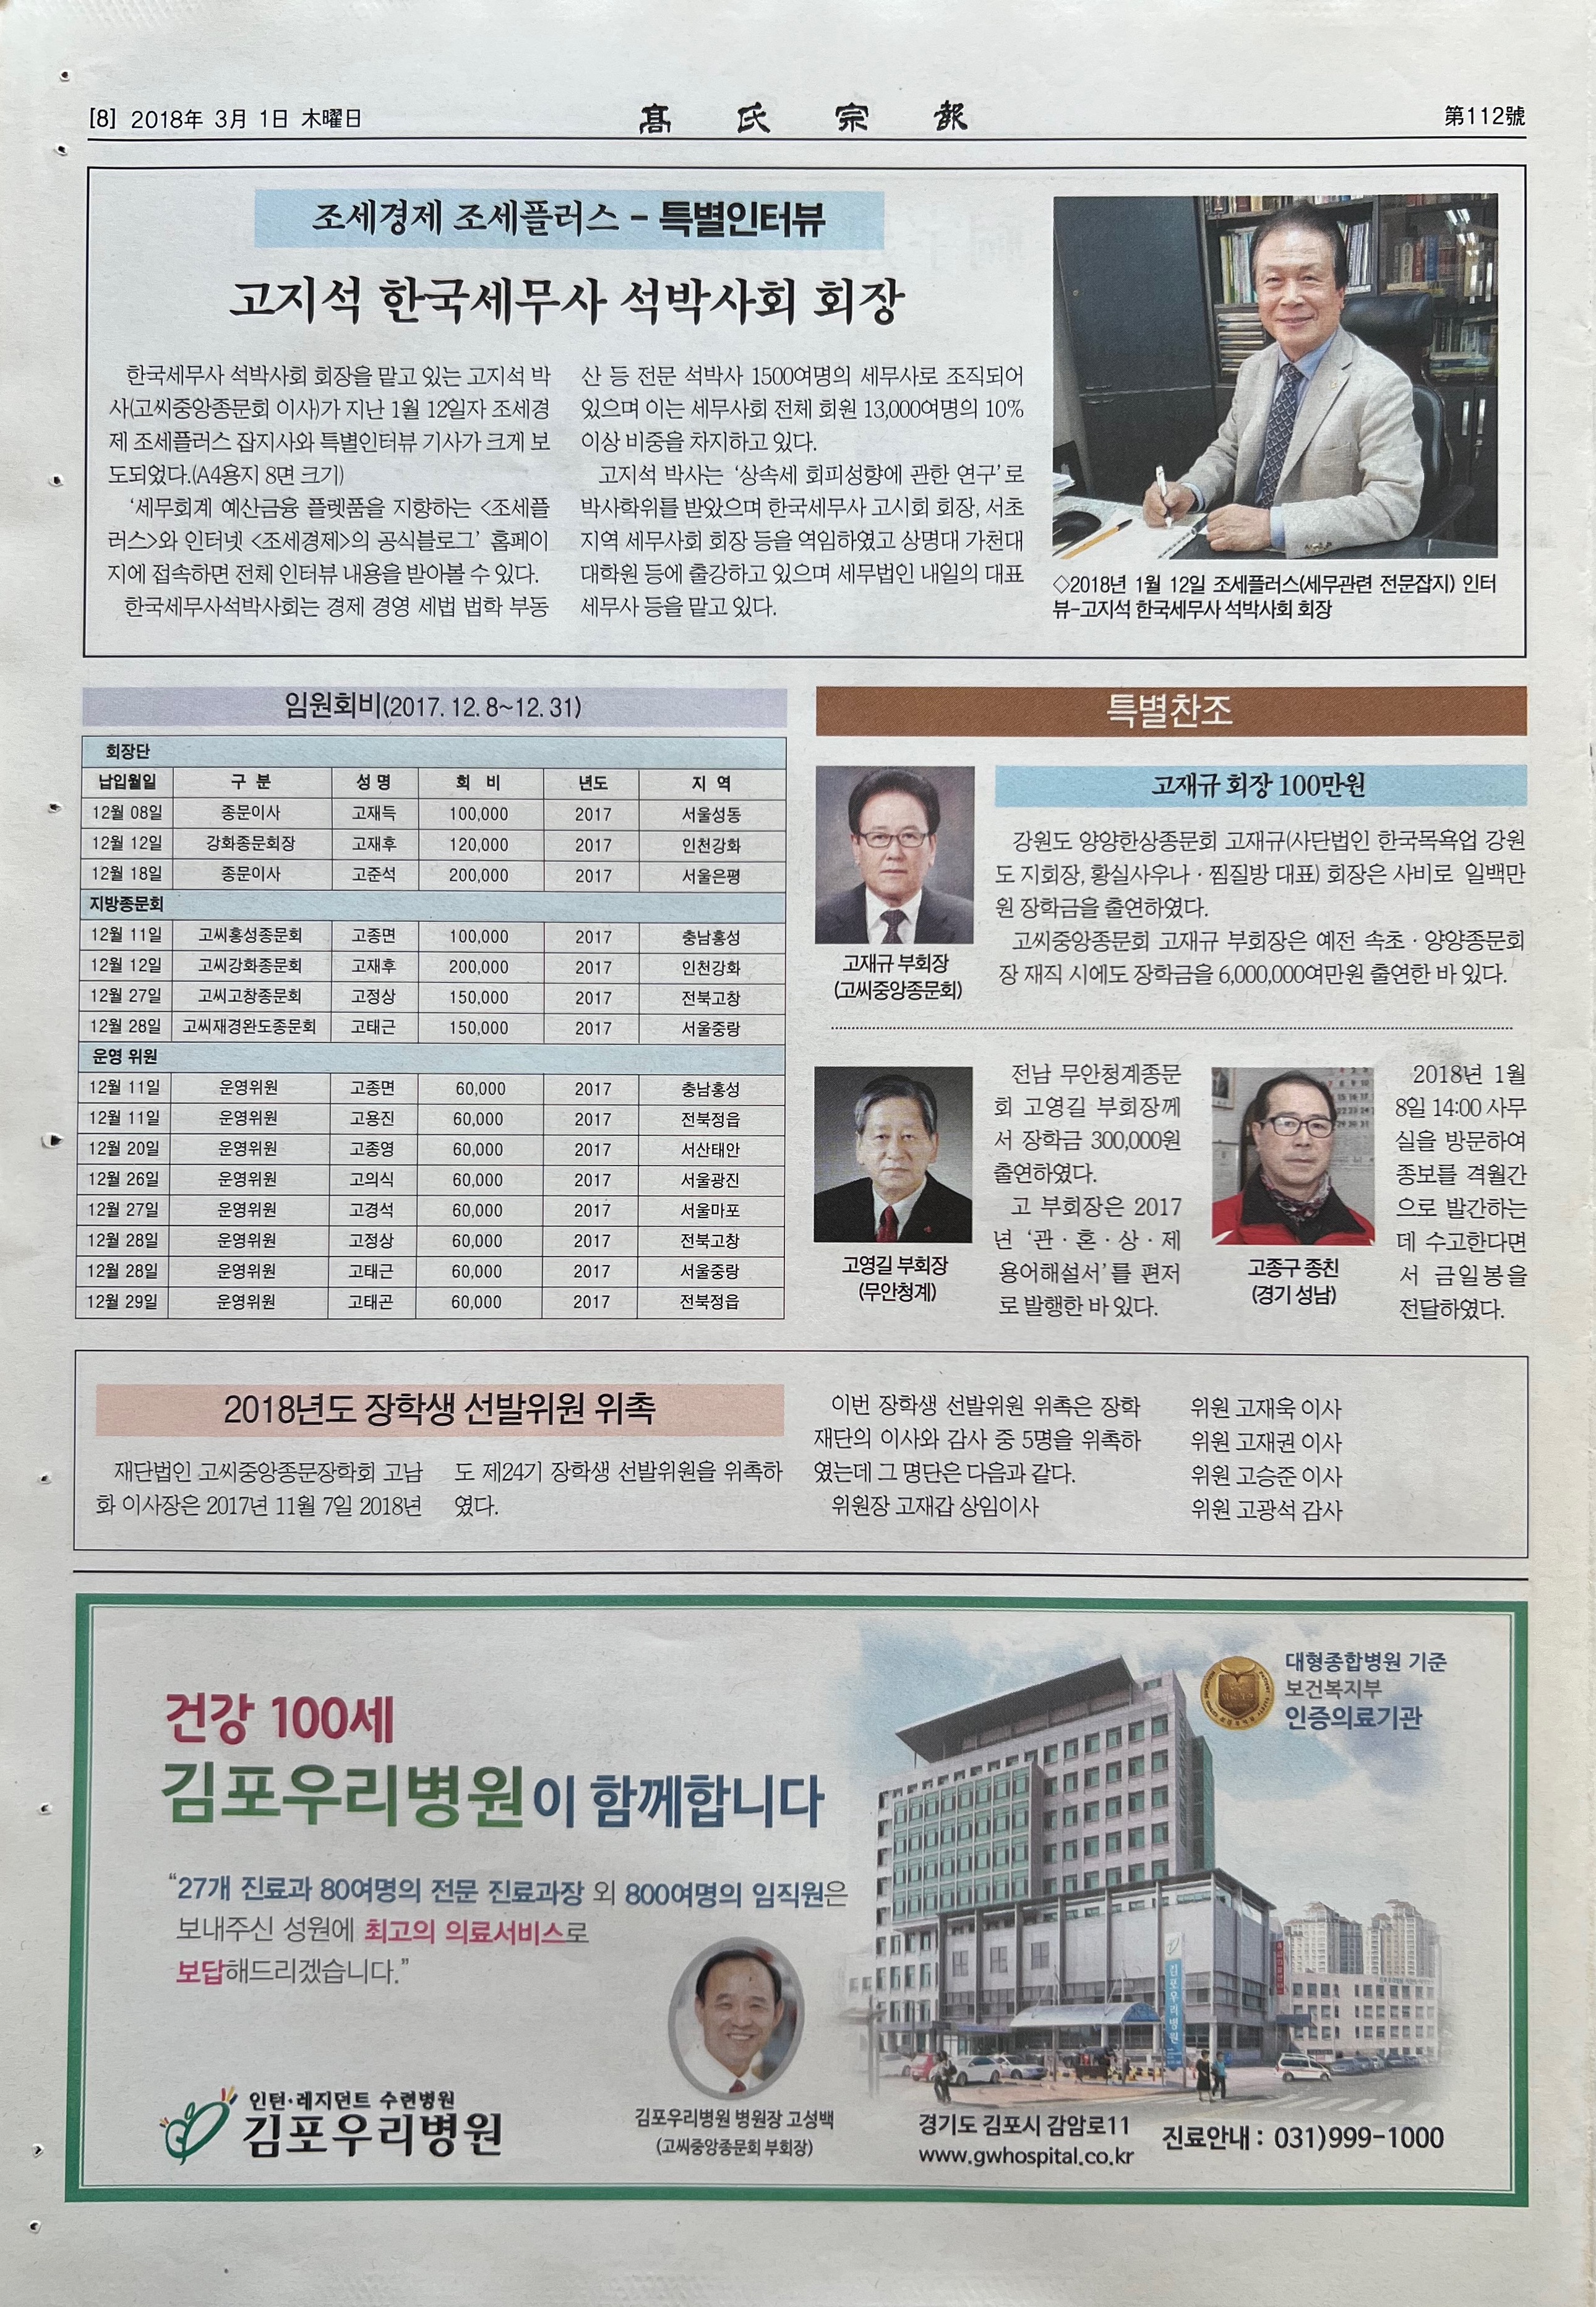 [8] 2018年 3月 1日 木曜日
髙氏宗報
第112號
조세경제 조세플러스 - 특별인터뷰
고지석 한국세무사 석박사회 회장
한국세무사 석박사회 회장을 맡고 있는 고지석 박
사(고씨중앙종문회 이사)가 지난 1월 12일자 조세경
제 조세플러스 잡지사와 특별인터뷰 기사가 크게 보
도되었다.(A4용지 8면 크기)
'세무회계 예산금융 플렛품을 지향하는 <조세플
러스>와 인터넷 <조세경제>의 공식블로그' 홈페이
지에 접속하면 전체 인터뷰 내용을 받아볼 수 있다.
한국세무사석박사회는 경제 경영 세법 법학 부동
산 등 전문 석박사 1500여명의 세무사로 조직되어
있으며 이는 세무사회 전체 회원 13,000여명의 10%
이상 비중을 차지하고 있다.
고지석 박사는 '상속세 회피성향에 관한 연구'로
박사학위를 받았으며 한국세무사 고시회 회장, 서초
지역 세무사회 회장 등을 역임하였고 상명대 가천대
대학원 등에 출강하고 있으며 세무법인 내일의 대표
세무사 등을 맡고 있다.
◇2018년 1월 12일 조세플러스(세무관련 전문잡지) 인터
뷰-고지석 한국세무사 석박사회 회장
임원회비(2017. 12. 8~12. 31)
회장단
납입월일 구 분 성 명 회 비 년도 지 역
12월 08일 종문이사 고재득 100,000 2017 서울성동
12월 12일 강화종문회장 고재후 120,000 2017 인천강화
12월 18일 종문이사 고준석 200,000 2017 서울은평
지방종문회
12월 11일 고씨홍성종문회 고종면 100,000 2017 충남홍성
12월 12일 고씨강화종문회 고재후 200,000 2017 인천강화
12월 27일 고씨고창종문회 고정상 150,000 2017 전북고창
12월 28일 고씨재경완도종문회 고태근 150,000 2017 서울중랑
운영 위원
12월 11일 운영위원 고종면 60,000 2017 충남홍성
12월 11일 운영위원 고용진 60,000 2017 전북정읍
12월 20일 운영위원 고종영 60,000 2017 서산태안
12월 26일 운영위원 고의식 60,000 2017 서울광진
12월 27일 운영위원 고경석 60,000 2017 서울마포
12월 28일 운영위원 고정상 60,000 2017 전북고창
12월 28일 운영위원 고태근 60,000 2017 서울중랑
12월 29일 운영위원 고태곤 60,000 2017 전북정읍
특별찬조
고재규 회장 100만원
강원도 양양한상종문회 고재규(사단법인 한국목욕업 강원
도 지회장, 황실사우나 · 찜질방 대표) 회장은 사비로 일백만
원 장학금을 출연하였다.
고씨중앙종문회 고재규 부회장은 예전 속초 · 양양종문회
장 재직 시에도 장학금을 6,000,000여만원 출연한 바 있다.
고재규 부회장
(고씨중앙종문회)
전남 무안청계종문
회 고영길 부회장께
서 장학금 300,000원
출연하였다.
고 부회장은 2017
년 '관 · 혼 · 상 · 제
용어해설서'를 편저
로 발행한 바 있다.
고영길 부회장
(무안청계)
2018년 1월
8일 14:00 사무
실을 방문하여
종보를 격월간
으로 발간하는
데 수고한다면
서 금일봉을
전달하였다.
고종구 종친
(경기 성남)
2018년도 장학생 선발위원 위촉
재단법인 고씨중앙종문장학회 고남
화 이사장은 2017년 11월 7일 2018년
도 제24기 장학생 선발위원을 위촉하
였다.
이번 장학생 선발위원 위촉은 장학
재단의 이사와 감사 중 5명을 위촉하
였는데 그 명단은 다음과 같다.
위원장 고재갑 상임이사
위원 고재욱 이사
위원 고재권 이사
위원 고승준 이사
위원 고광석 감사
건강 100세
김포우리병원이 함께합니다
"27개 진료과 80여명의 전문 진료과장 외 800여명의 임직원은
보내주신 성원에 최고의 의료서비스로
보답해드리겠습니다."
대형종합병원 기준
보건복지부
인증의료기관
김포우리병원
인턴·레지던트 수련병원
김포우리병원
김포우리병원 병원장 고성백
(고씨중앙종문회 부회장)
경기도 김포시 감암로11
www.gwhospital.co.kr
진료안내 : 031)999-1000